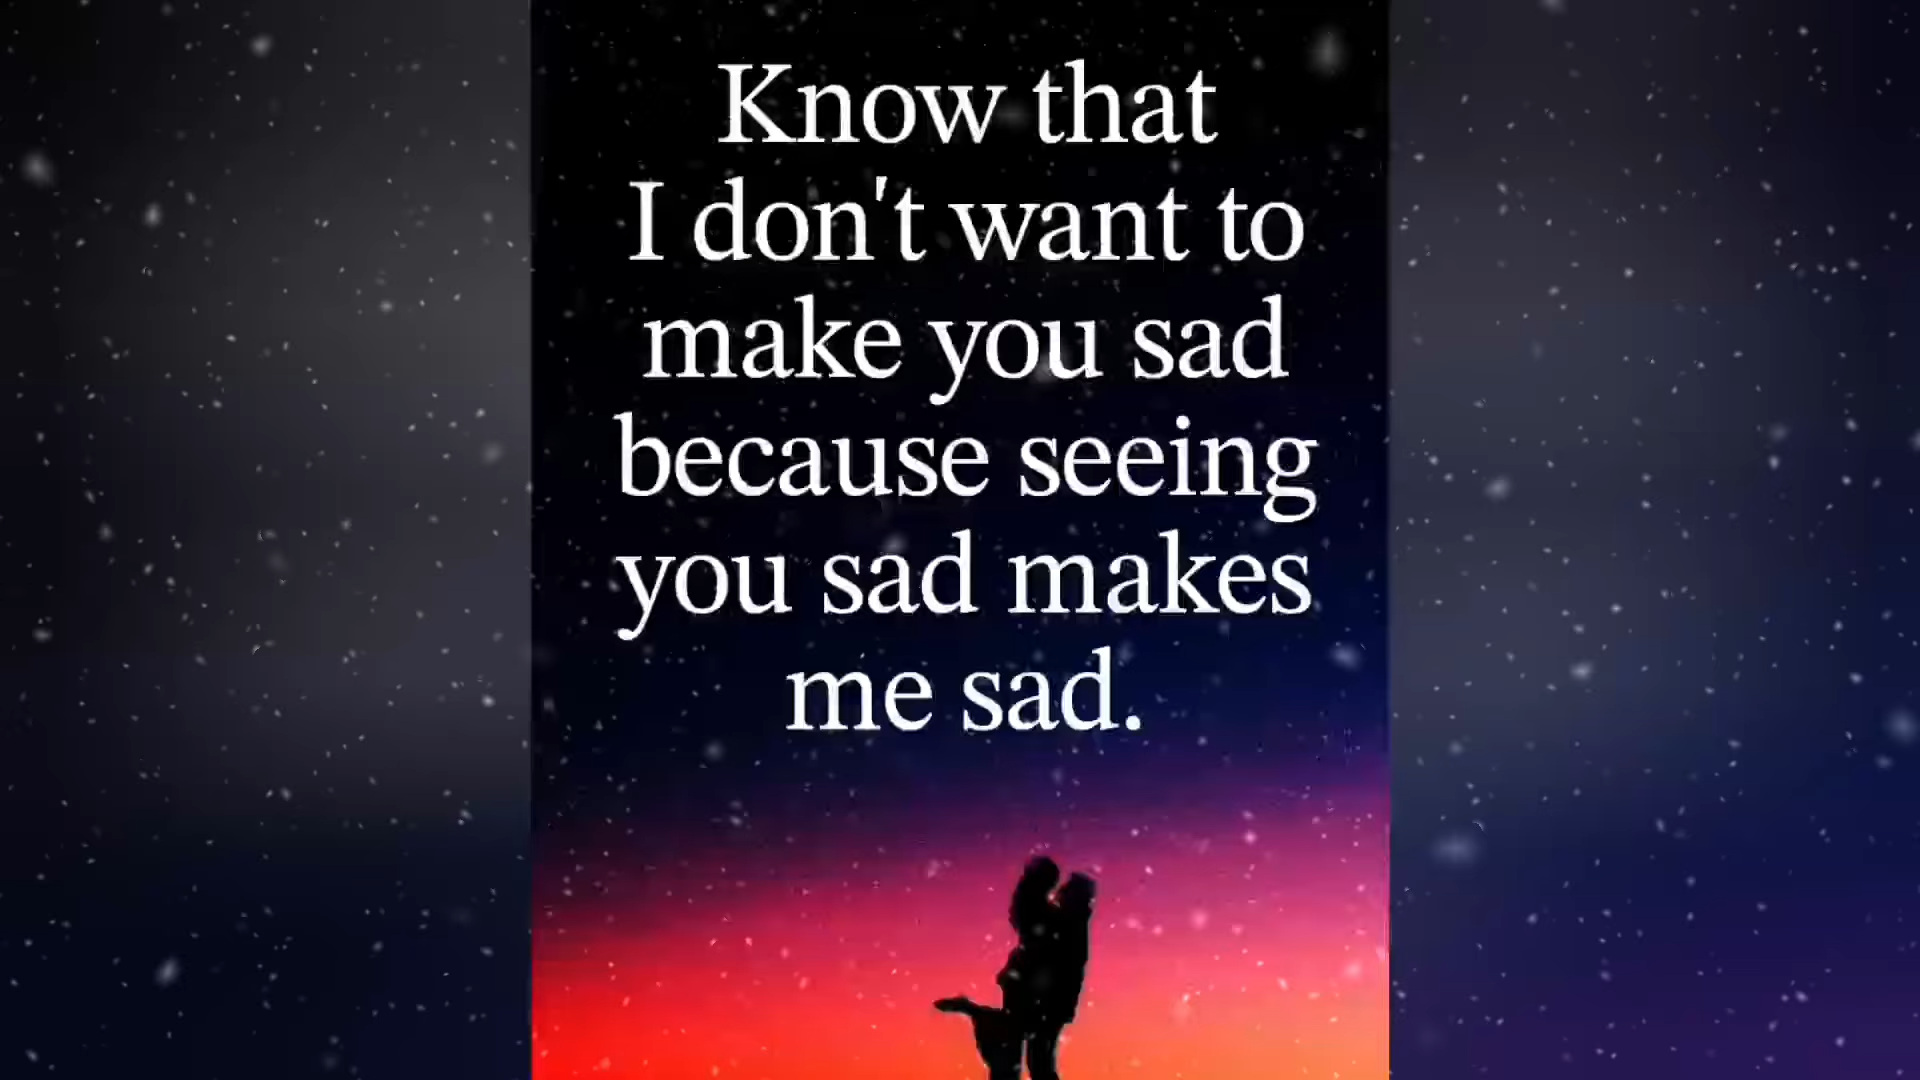 Know that
I don't want to
make you sad
because seeing
you sad makes
me sad.